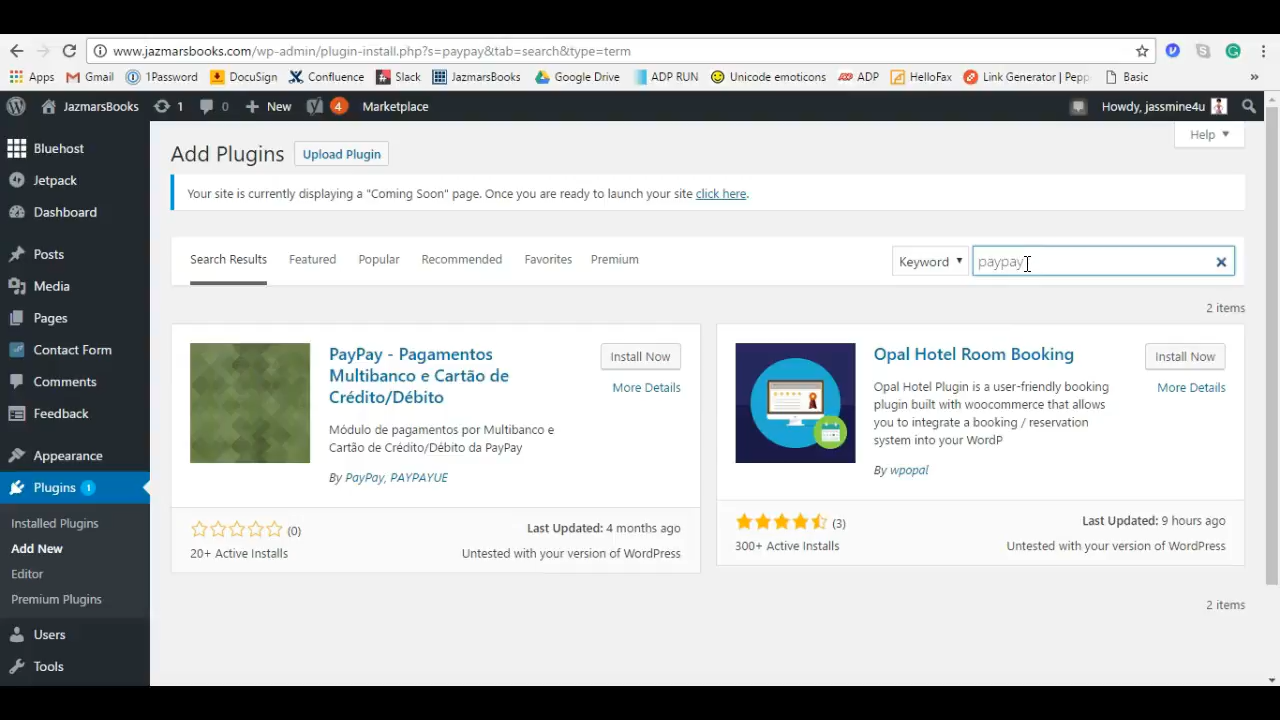 www.jazmarsbooks.com/wp-admin/plugin-install.php?s=paypay&tab=search&type=term
Apps Gmail 1Password DocuSign Confluence Slack JazmarsBooks Google Drive ADP RUN Unicode emoticons ADP HelloFax Link Generator | Pepp Basic »
JazmarsBooks 1 0 New 4 Marketplace Howdy, jassmine4u
Bluehost
Jetpack
Dashboard
Posts
Media
Pages
Contact Form
Comments
Feedback
Appearance
Plugins 1
Installed Plugins
Add New
Editor
Premium Plugins
Users
Tools
Help
Add Plugins Upload Plugin
Your site is currently displaying a "Coming Soon" page. Once you are ready to launch your site click here.
Search Results Featured Popular Recommended Favorites Premium Keyword paypay
2 items
PayPay - Pagamentos
Multibanco e Cartão de
Crédito/Débito
Install Now
More Details
Módulo de pagamentos por Multibanco e
Cartão de Crédito/Débito da PayPay
By PayPay, PAYPAYUE
(0)
20+ Active Installs
Last Updated: 4 months ago
Untested with your version of WordPress
Opal Hotel Room Booking
Install Now
More Details
Opal Hotel Plugin is a user-friendly booking
plugin built with woocommerce that allows
you to integrate a booking / reservation
system into your WordP
By wpopal
(3)
300+ Active Installs
Last Updated: 9 hours ago
Untested with your version of WordPress
2 items